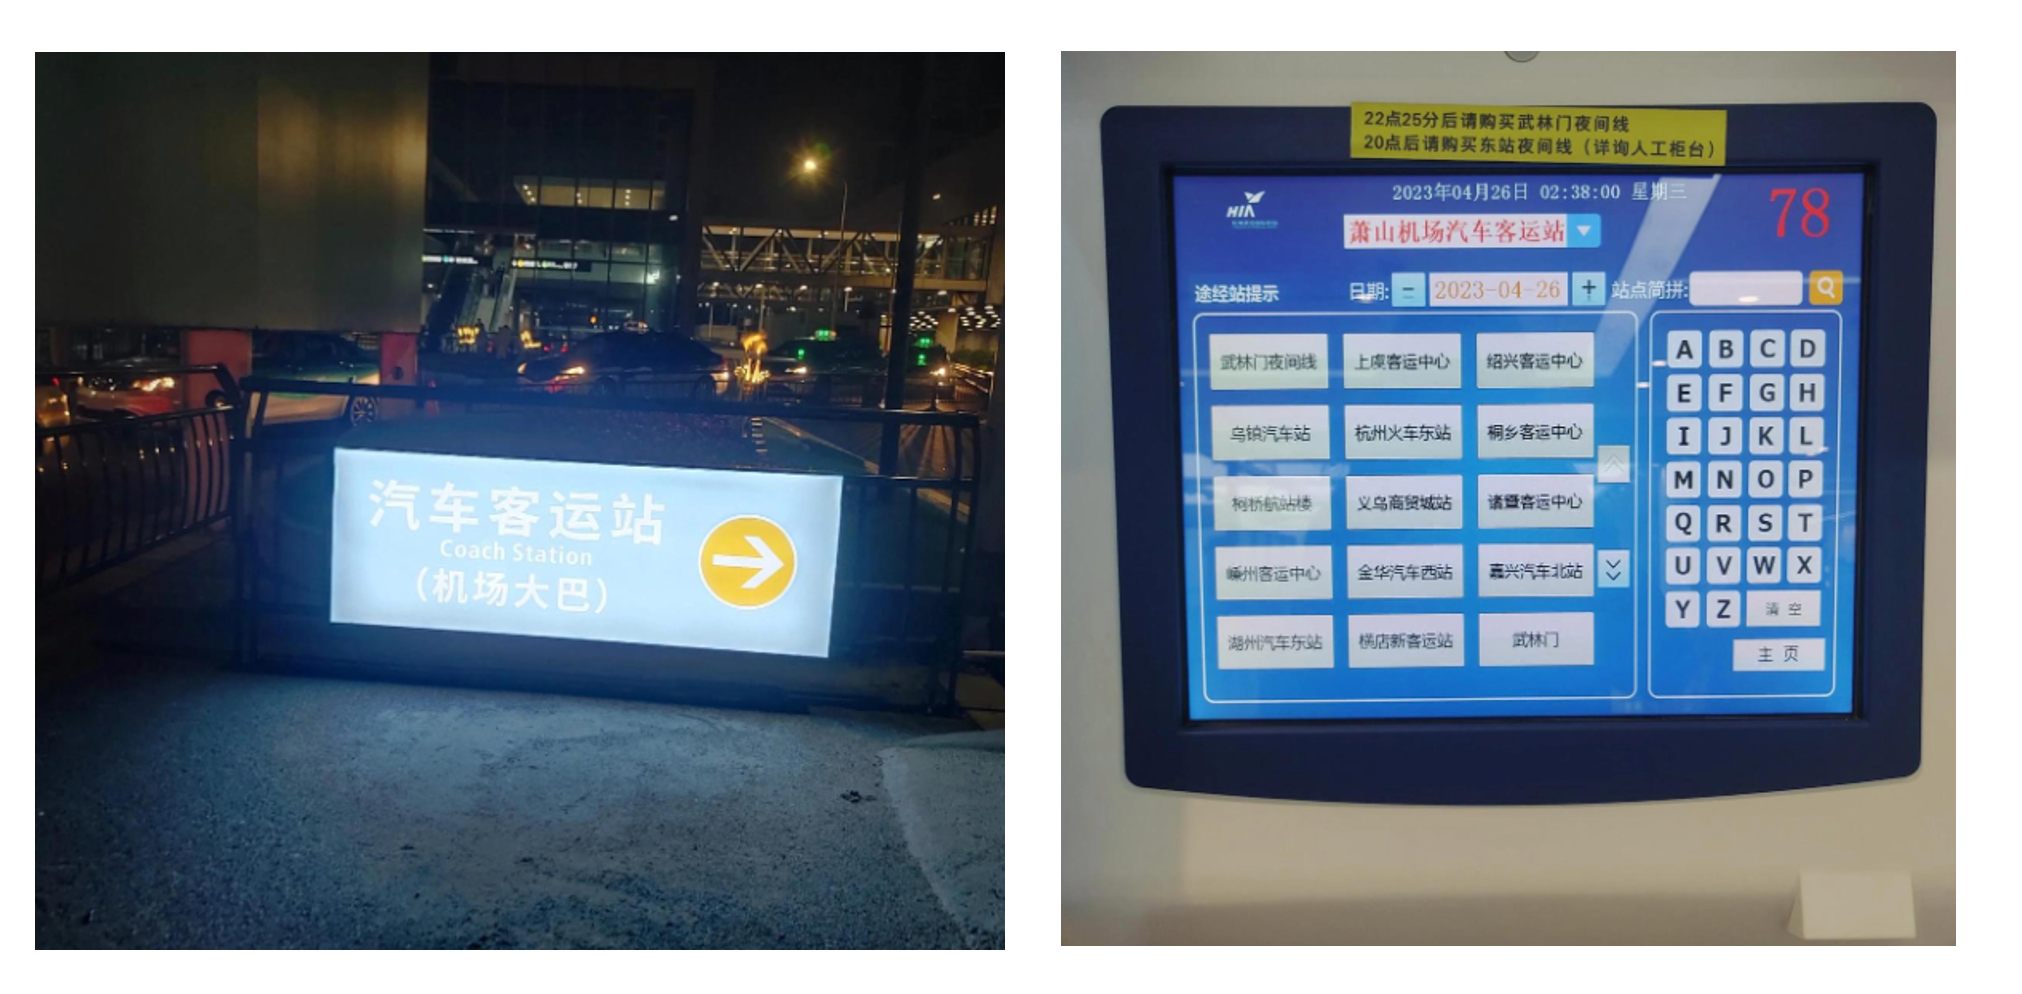 汽车客运站
Coach Station
(机场大巴)
22点25分后请购买武林门夜间线
20点后请购买东站夜间线（详询人工柜台）
2023年04月26日 02:38:00 星期三
HIA
78
萧山机场汽车客运站
途经站提示 日期: - 2023-04-26 + 站点简拼:
武林门夜间线 上虞客运中心 绍兴客运中心
乌镇汽车站 杭州火车东站 桐乡客运中心
柯桥航站楼 义乌商贸城站 诸暨客运中心
嵊州客运中心 金华汽车西站 嘉兴汽车北站
湖州汽车东站 横店新客运站 武林门
A B C D
E F G H
I J K L
M N O P
Q R S T
U V W X
Y Z 清空
主页